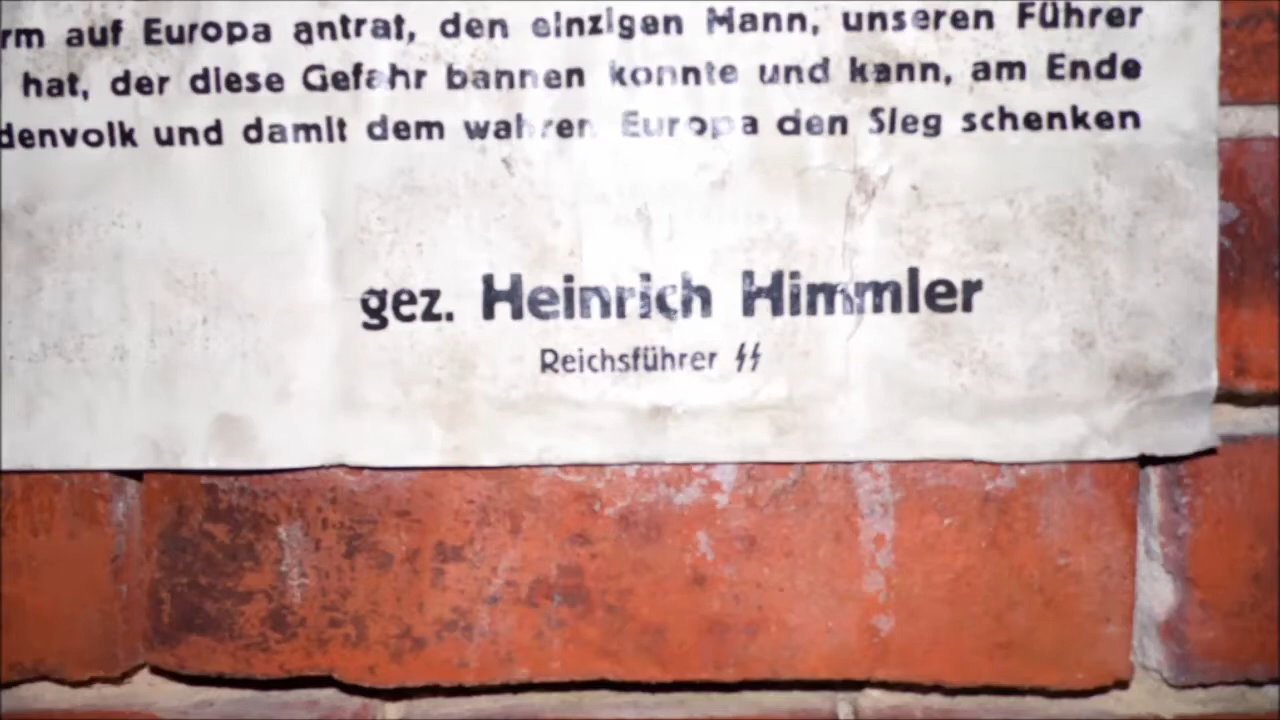 rm auf Europa antrat, den einzigen Mann, unseren Führer
hat, der diese Gefahr bannen konnte und kann, am Ende
denvolk und damit dem wahren Europa den Sieg schenken
gez. Heinrich Himmler
Reichsführer ᛋᛋ